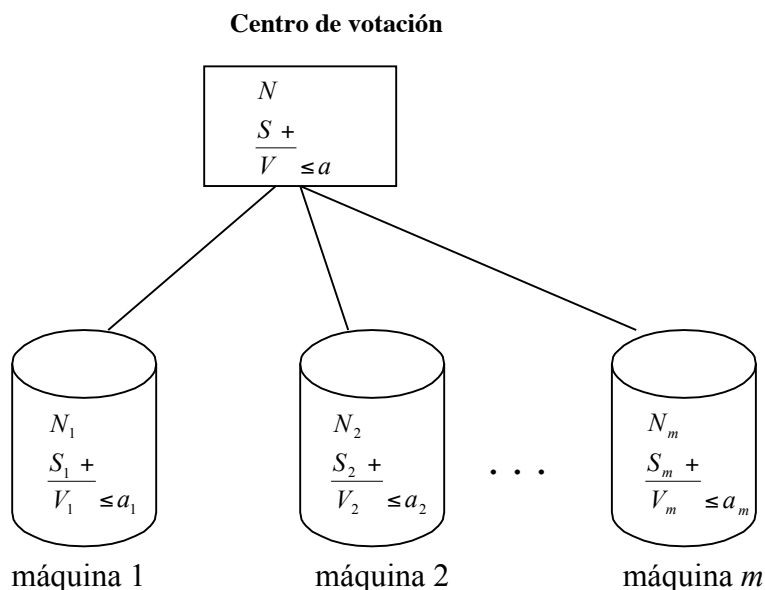 Centro de votación
N
S +
V ≤ a
N₁ N₂ Nₘ
S₁ + S₂ + . . . Sₘ +
V₁ ≤ a₁ V₂ ≤ a₂ Vₘ ≤ aₘ
máquina 1 máquina 2 máquina m